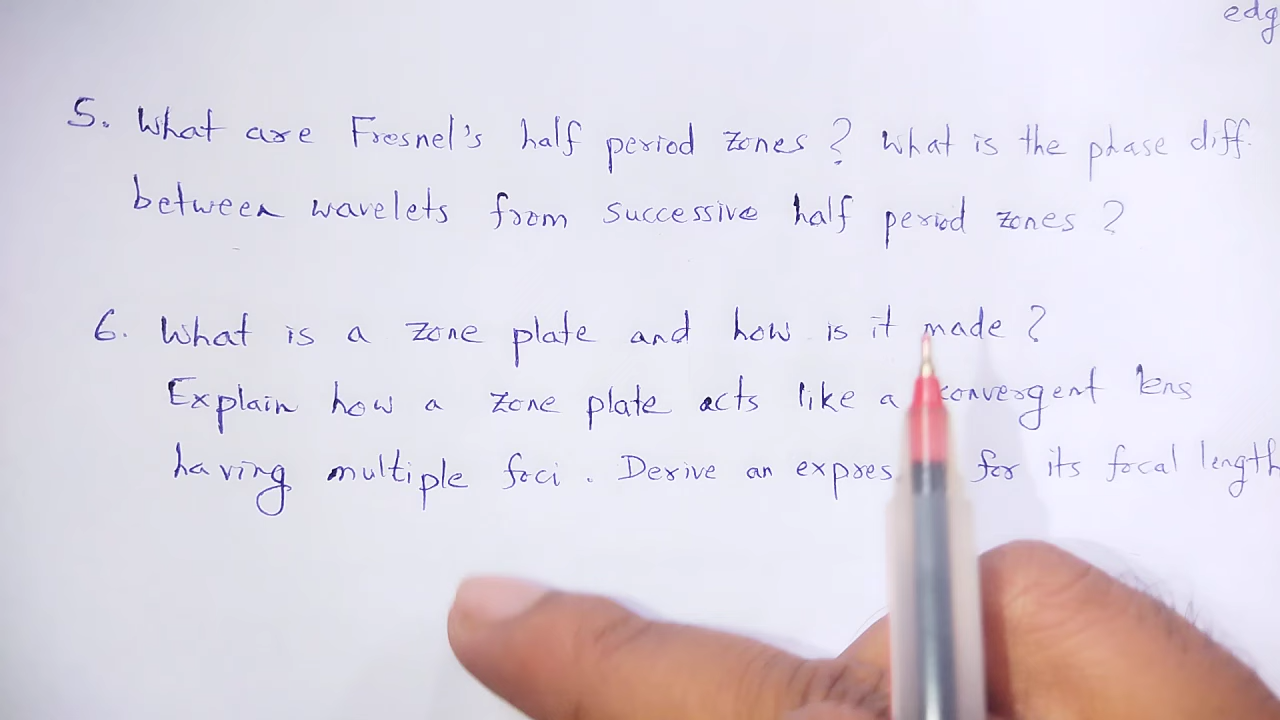 edg
5. What are Fresnel's half period zones? What is the phase diff.
between wavelets from successive half period zones?
6. What is a zone plate and how is it made?
Explain how a zone plate acts like a convergent lens
having multiple foci. Derive an expres for its focal length